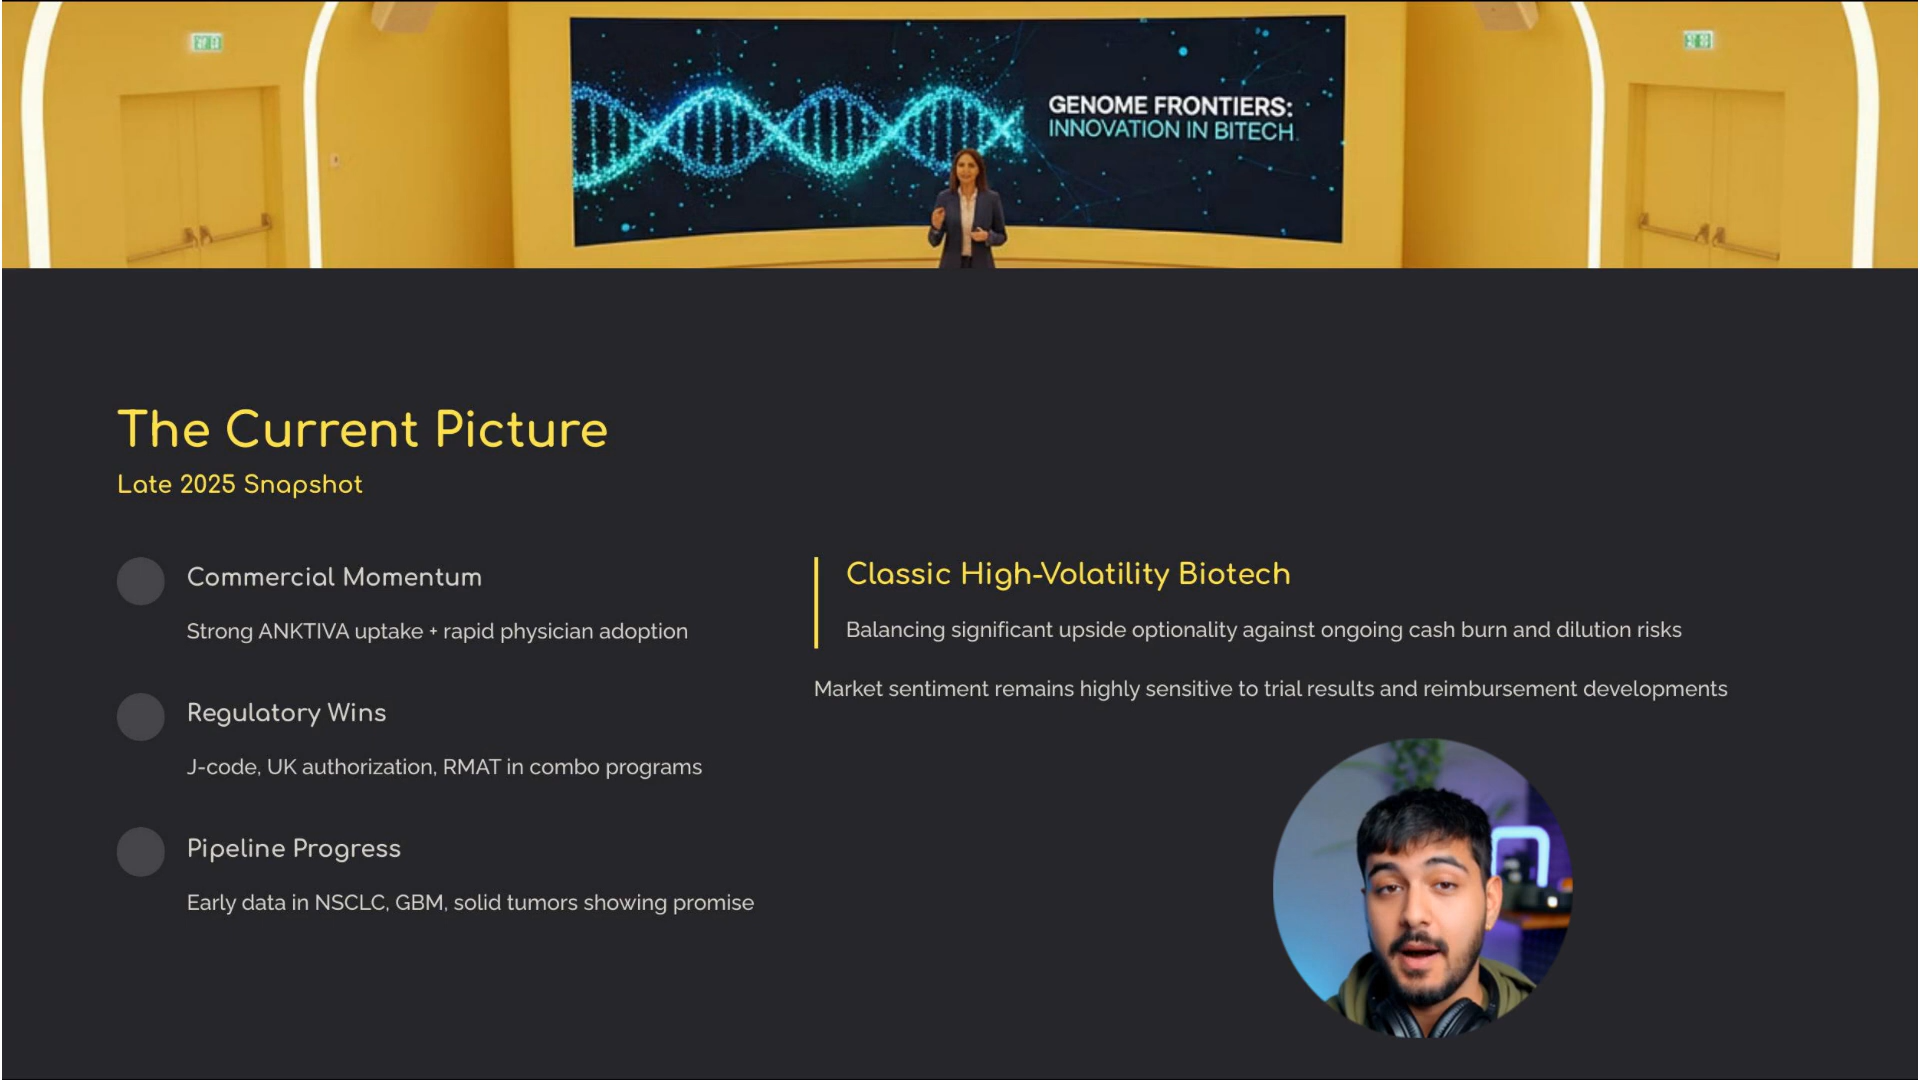 GENOME FRONTIERS:
INNOVATION IN BITECH
The Current Picture
Late 2025 Snapshot
Commercial Momentum
Strong ANKTIVA uptake + rapid physician adoption
Regulatory Wins
J-code, UK authorization, RMAT in combo programs
Pipeline Progress
Early data in NSCLC, GBM, solid tumors showing promise
Classic High-Volatility Biotech
Balancing significant upside optionality against ongoing cash burn and dilution risks
Market sentiment remains highly sensitive to trial results and reimbursement developments